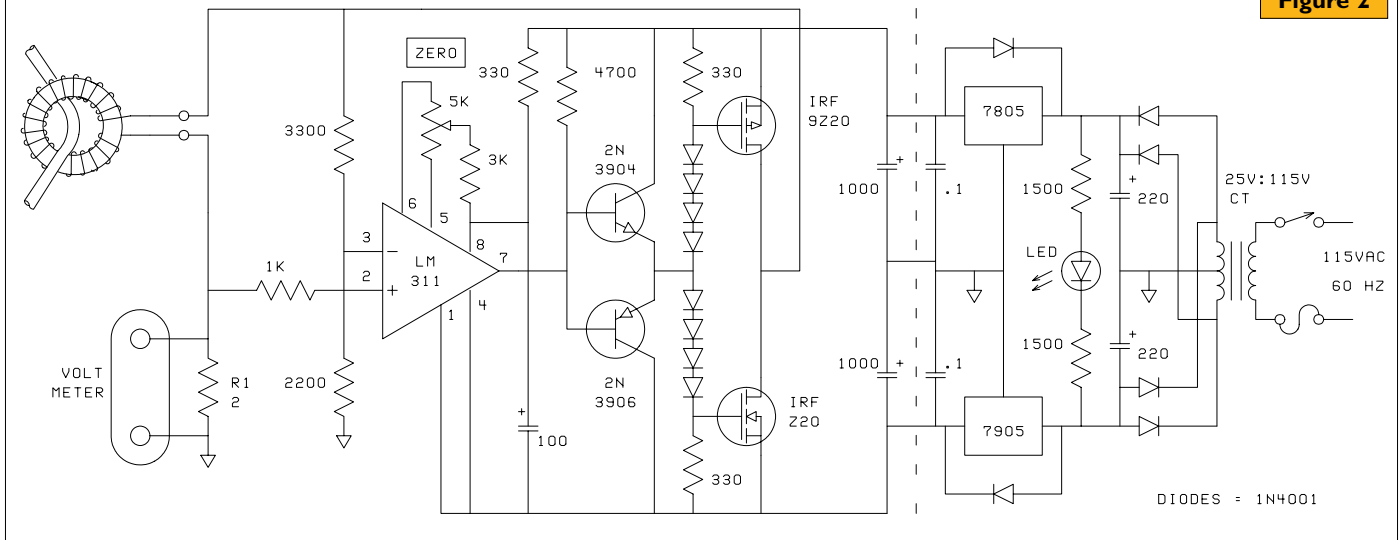 Figure 2
ZERO
330
4700
330
IRF
9Z20
7805
5K
3300
2N
3904
3K
1000
.1
1500
+
220
25V:115V
CT
6
5
3
8
1K
2
LM
311
7
LED
115VAC
60 HZ
+
4
1
1500
+
220
VOLT
METER
R1
2
2200
2N
3906
1000
+
.1
IRF
Z20
+
100
7905
330
DIODES = 1N4001